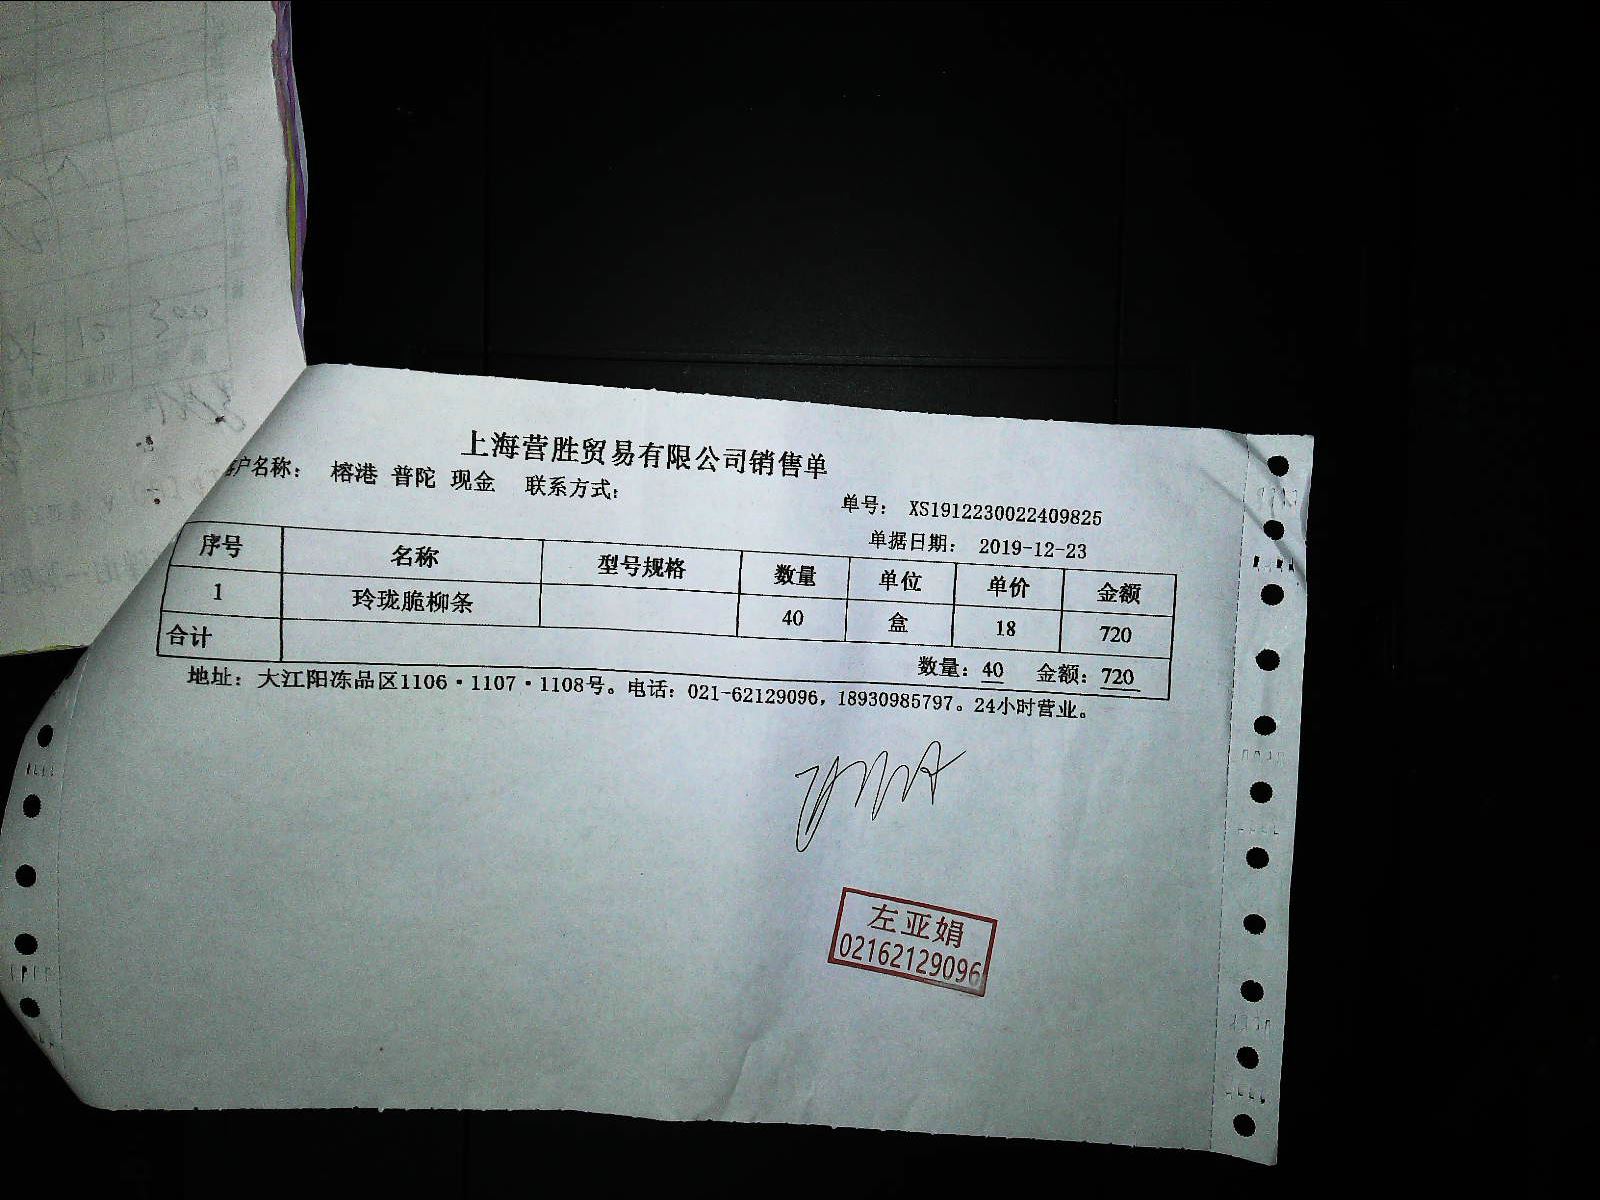 上海营胜贸易有限公司销售单
客户名称： 榕港 普陀 现金 联系方式：
单号： XS1912230022409825
单据日期： 2019-12-23
序号 名称 型号规格 数量 单位 单价 金额
1 玲珑脆柳条 40 盒 18 720
合计 数量：40 金额：720
地址：大江阳冻品区1106·1107·1108号。电话：021-62129096，18930985797。24小时营业。
左亚娟
02162129096